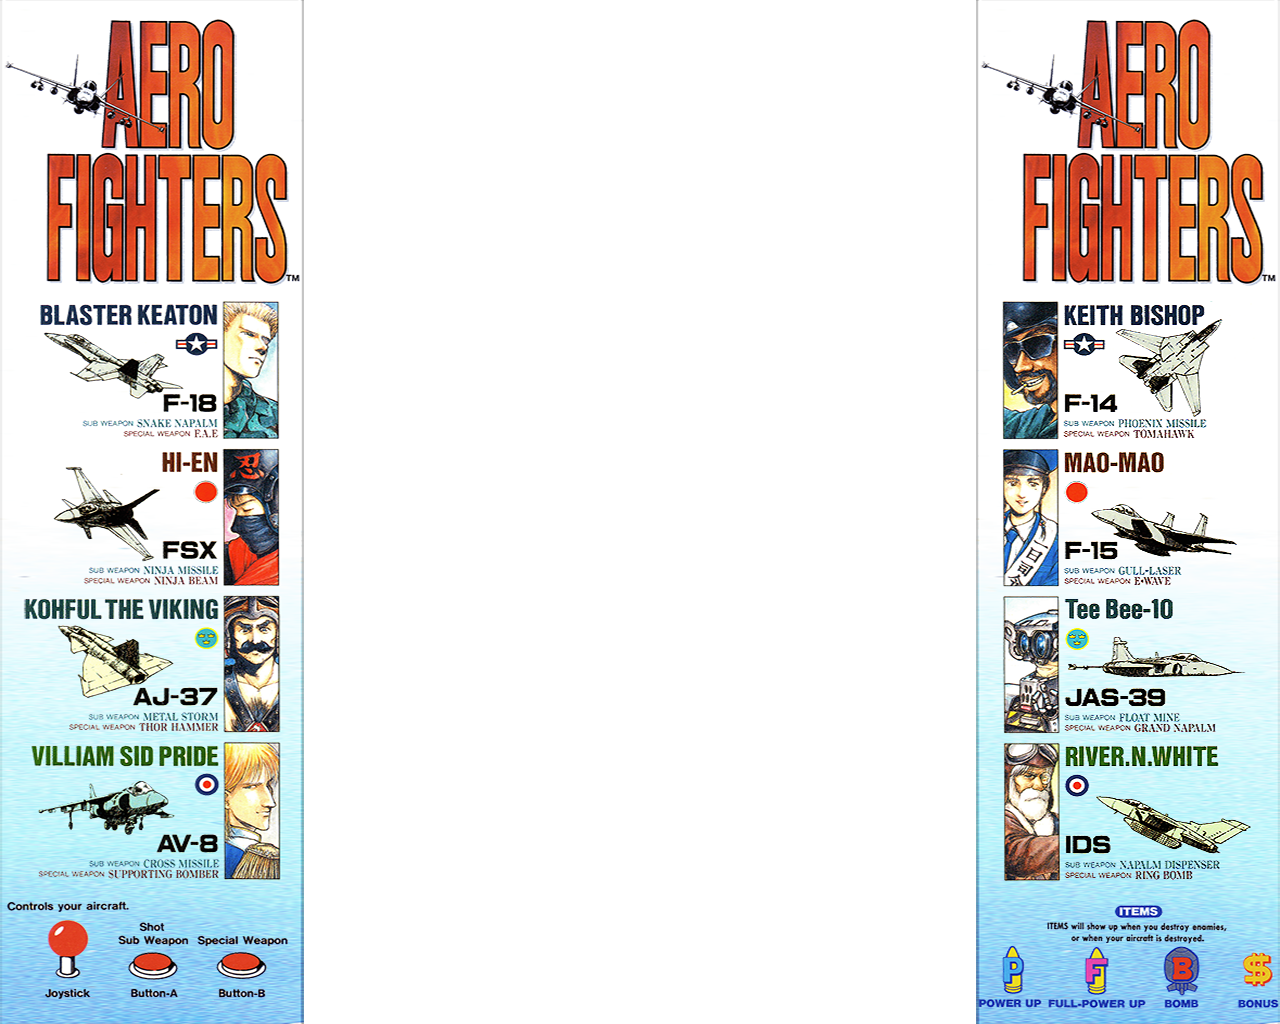 AERO
FIGHTERS™
BLASTER KEATON
F-18
SUB WEAPON SNAKE NAPALM
SPECIAL WEAPON F.A.E
HI-EN
FSX
SUB WEAPON NINJA MISSILE
SPECIAL WEAPON NINJA BEAM
KOHFUL THE VIKING
AJ-37
SUB WEAPON METAL STORM
SPECIAL WEAPON THOR HAMMER
VILLIAM SID PRIDE
AV-8
SUB WEAPON CROSS MISSILE
SPECIAL WEAPON SUPPORTING BOMBER
Controls your aircraft.
Shot
Sub Weapon
Special Weapon
Joystick
Button-A
Button-B
AERO
FIGHTERS™
KEITH BISHOP
F-14
SUB WEAPON PHOENIX MISSILE
SPECIAL WEAPON TOMAHAWK
MAO-MAO
一日司令
F-15
SUB WEAPON GULL-LASER
SPECIAL WEAPON E•WAVE
Tee Bee-10
JAS-39
SUB WEAPON FLOAT MINE
SPECIAL WEAPON GRAND NAPALM
RIVER.N.WHITE
IDS
SUB WEAPON NAPALM DISPENSER
SPECIAL WEAPON RING BOMB
ITEMS
ITEMS will show up when you destroy enemies,
or when your aircraft is destroyed.
P
F
B
$
POWER UP
FULL-POWER UP
BOMB
BONUS